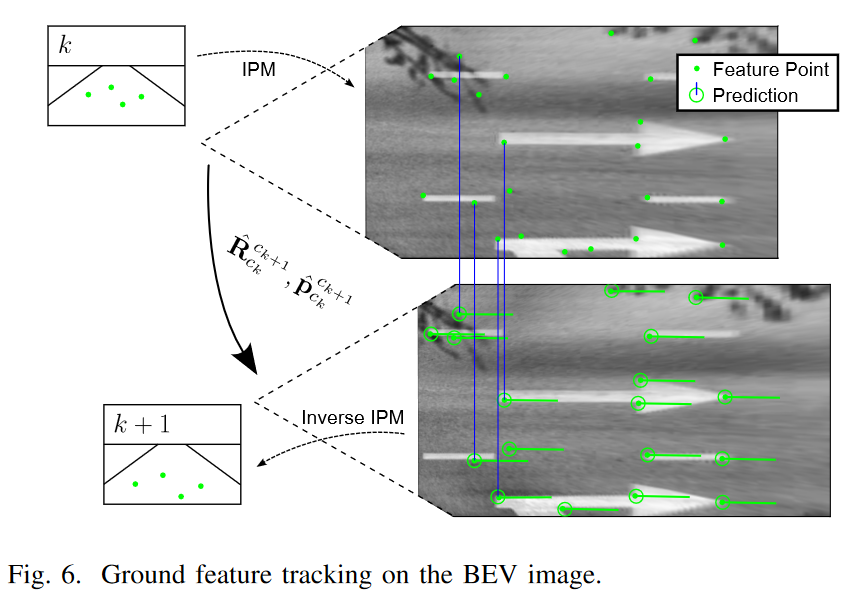 k
IPM
Feature Point
Prediction
$\hat{\mathbf{R}}_{c_k}^{c_{k+1}}, \hat{\mathbf{p}}_{c_k}^{c_{k+1}}$
k + 1
Inverse IPM
Fig. 6. Ground feature tracking on the BEV image.